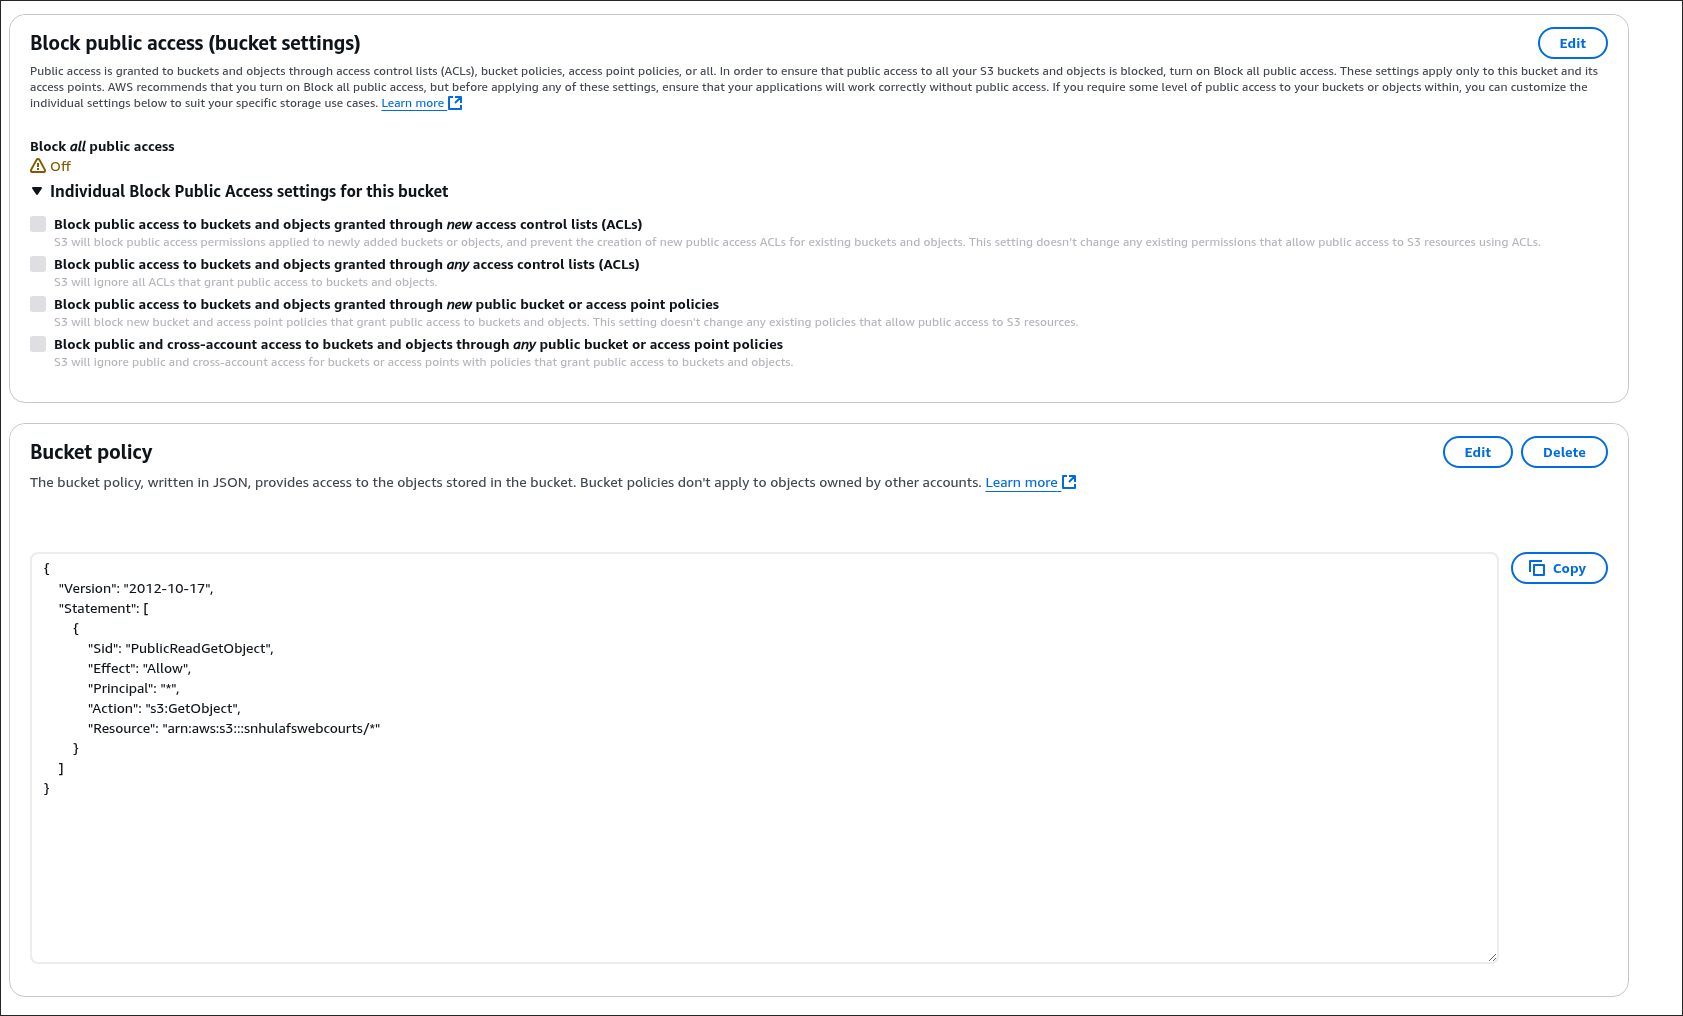 Block public access (bucket settings)
Edit
Public access is granted to buckets and objects through access control lists (ACLs), bucket policies, access point policies, or all. In order to ensure that public access to all your S3 buckets and objects is blocked, turn on Block all public access. These settings apply only to this bucket and its
access points. AWS recommends that you turn on Block all public access, but before applying any of these settings, ensure that your applications will work correctly without public access. If you require some level of public access to your buckets or objects within, you can customize the
individual settings below to suit your specific storage use cases. Learn more
Block all public access
Off
Individual Block Public Access settings for this bucket
Block public access to buckets and objects granted through new access control lists (ACLs)
S3 will block public access permissions applied to newly added buckets or objects, and prevent the creation of new public access ACLs for existing buckets and objects. This setting doesn't change any existing permissions that allow public access to S3 resources using ACLs.
Block public access to buckets and objects granted through any access control lists (ACLs)
S3 will ignore all ACLs that grant public access to buckets and objects.
Block public access to buckets and objects granted through new public bucket or access point policies
S3 will block new bucket and access point policies that grant public access to buckets and objects. This setting doesn't change any existing policies that allow public access to S3 resources.
Block public and cross-account access to buckets and objects through any public bucket or access point policies
S3 will ignore public and cross-account access for buckets or access points with policies that grant public access to buckets and objects.
Bucket policy
Edit
Delete
The bucket policy, written in JSON, provides access to the objects stored in the bucket. Bucket policies don't apply to objects owned by other accounts. Learn more
Copy
{
    "Version": "2012-10-17",
    "Statement": [
        {
            "Sid": "PublicReadGetObject",
            "Effect": "Allow",
            "Principal": "*",
            "Action": "s3:GetObject",
            "Resource": "arn:aws:s3:::snhulafswebcourts/*"
        }
    ]
}